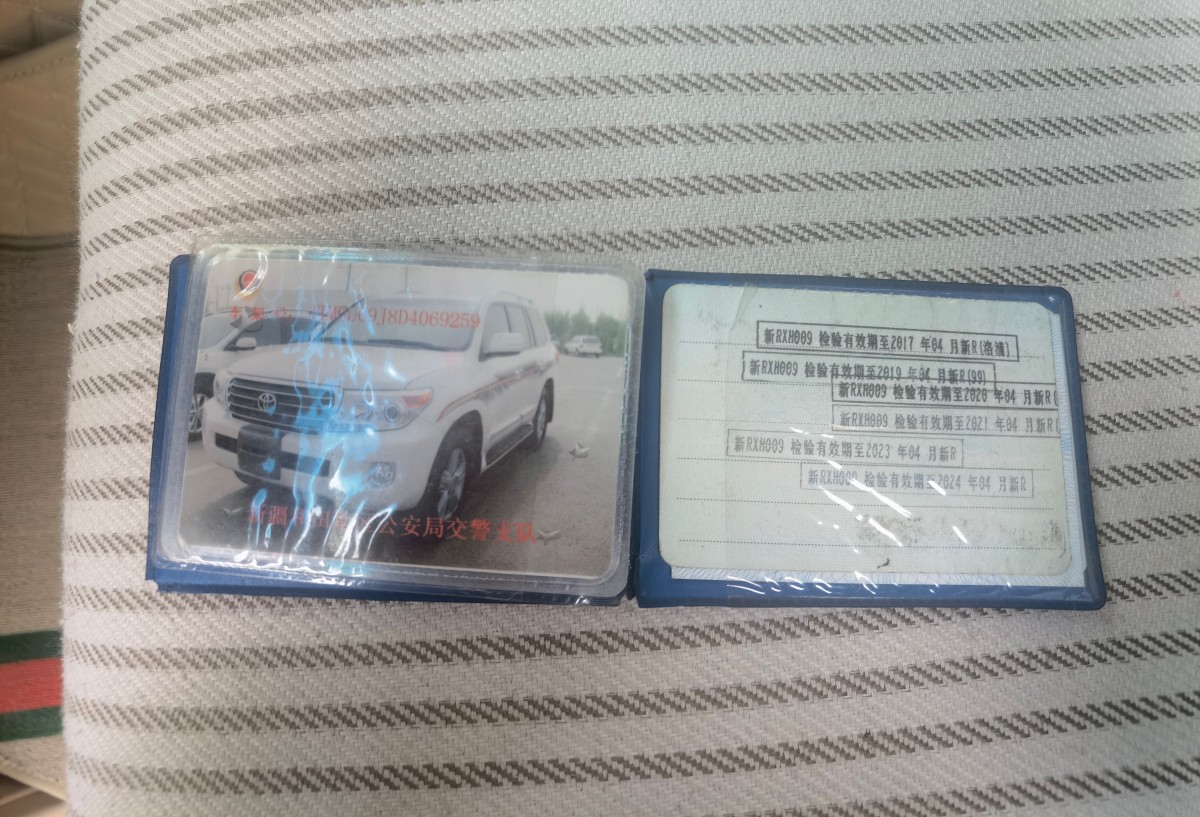 J8D4069259
公安局交警支队
新RXH009 检验有效期至2017 年04 月新R(洛浦)
新RXH009 检验有效期至2019 年04 月新R(99)
新RXH009 检验有效期至2020 年04 月新R(
新RXH009 检验有效期至2021 年04 月新R(
新RXH009 检验有效期至2023 年04 月新R
新RXH009 检验有效期至2024 年04 月新R